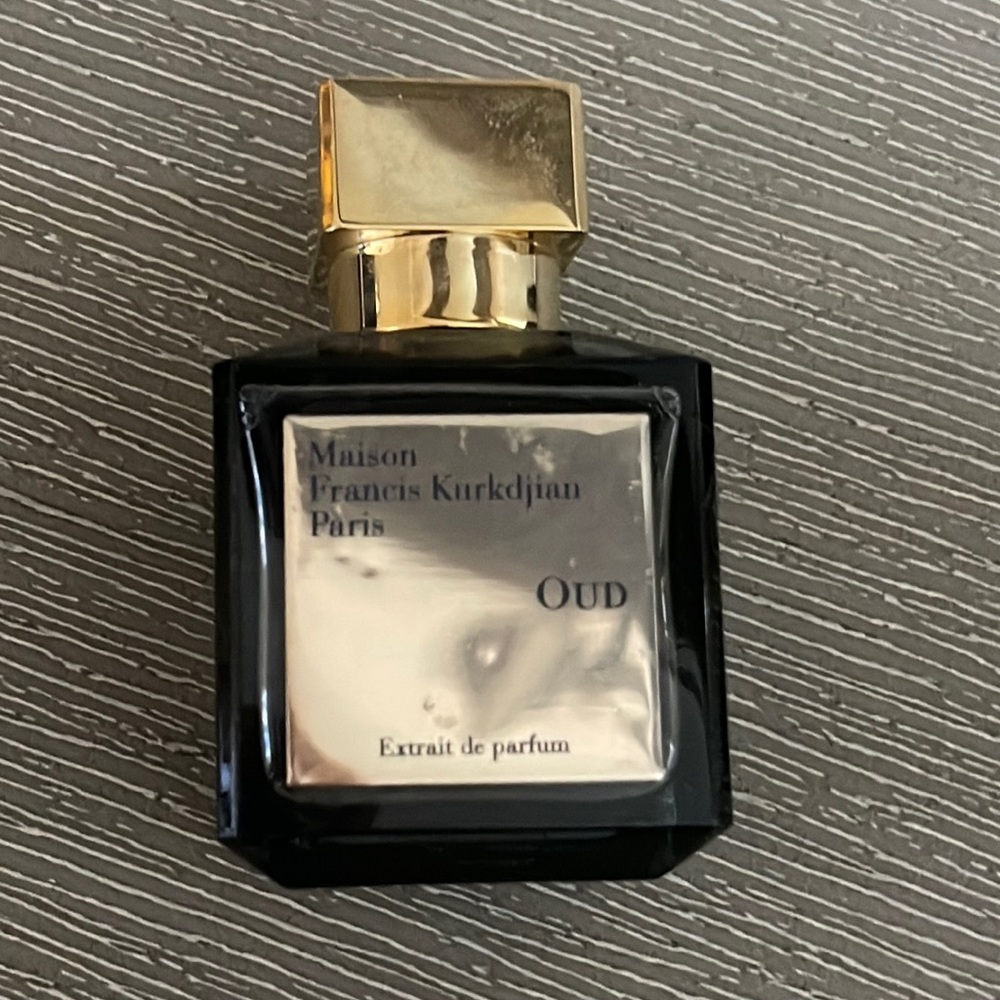 Maison
Francis Kurkdjian
Paris
OUD
Extrait de parfum